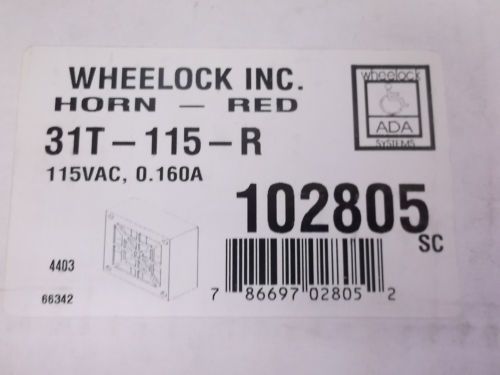 WHEELOCK INC.
HORN — RED
31T-115-R
115VAC, 0.160A
wheelock
ADA
SYSTEMS
102805
SC
4403
66342
7 86697 02805 2